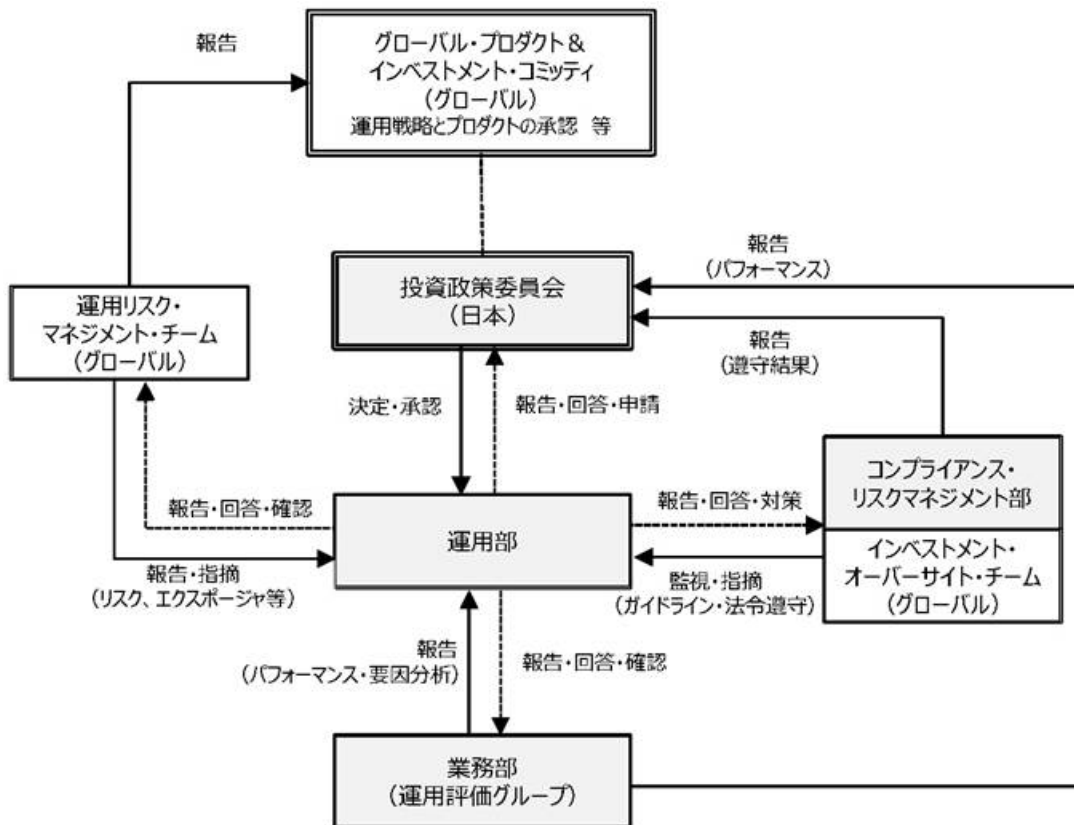 報告
グローバル・プロダクト＆
インベストメント・コミッティ
（グローバル）
運用戦略とプロダクトの承認　等
報告
（パフォーマンス）
投資政策委員会
（日本）
運用リスク・
マネジメント・チーム
（グローバル）
報告
（遵守結果）
決定・承認
報告・回答・申請
コンプライアンス・
リスクマネジメント部
インベストメント・
オーバーサイト・チーム
（グローバル）
報告・回答・確認
報告・回答・対策
運用部
報告・指摘
（リスク、エクスポージャ等）
監視・指摘
（ガイドライン・法令遵守）
報告
（パフォーマンス・要因分析）
報告・回答・確認
業務部
（運用評価グループ）